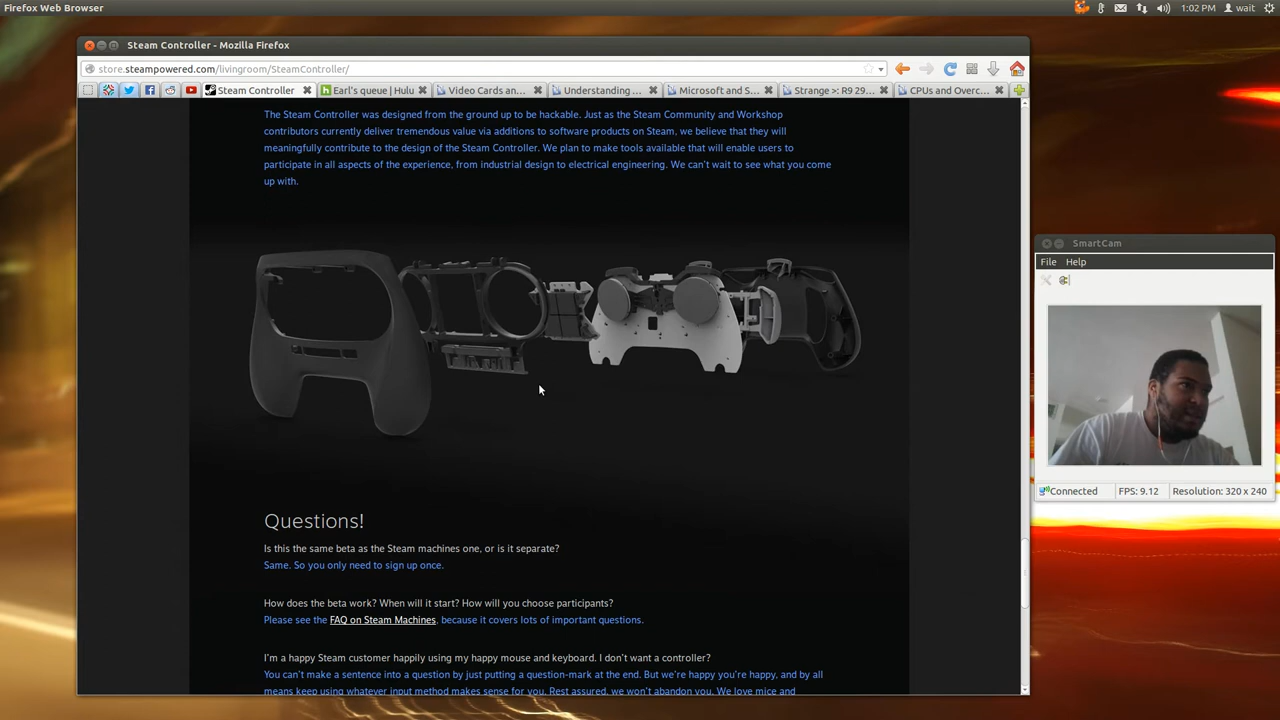 Firefox Web Browser
1:02 PM
wait
Steam Controller - Mozilla Firefox
store.steampowered.com/livingroom/SteamController/
Steam Controller
Earl's queue | Hulu
Video Cards an...
Understanding ...
Microsoft and S...
Strange >: R9 29...
CPUs and Overc...
The Steam Controller was designed from the ground up to be hackable. Just as the Steam Community and Workshop
contributors currently deliver tremendous value via additions to software products on Steam, we believe that they will
meaningfully contribute to the design of the Steam Controller. We plan to make tools available that will enable users to
participate in all aspects of the experience, from industrial design to electrical engineering. We can't wait to see what you come
up with.
SmartCam
File Help
Connected
FPS: 9.12
Resolution: 320 x 240
Questions!
Is this the same beta as the Steam machines one, or is it separate?
Same. So you only need to sign up once.
How does the beta work? When will it start? How will you choose participants?
Please see the FAQ on Steam Machines, because it covers lots of important questions.
I'm a happy Steam customer happily using my happy mouse and keyboard. I don't want a controller?
You can't make a sentence into a question by just putting a question-mark at the end. But we're happy you're happy, and by all
means keep using whatever input method makes sense for you. Rest assured, we won't abandon you. We love mice and